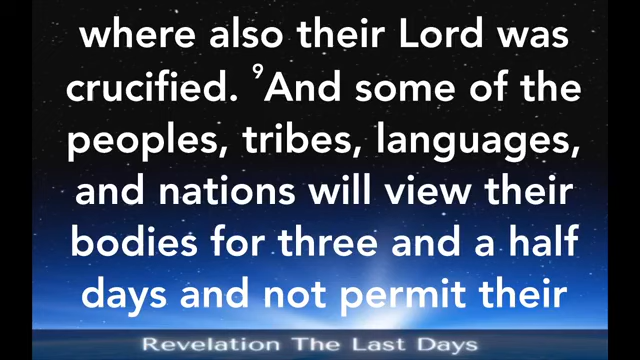 where also their Lord was
crucified. ⁹And some of the
peoples, tribes, languages,
and nations will view their
bodies for three and a half
days and not permit their
Revelation The Last Days